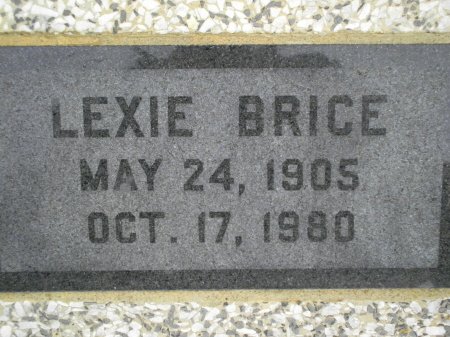 LEXIE BRICE
MAY 24, 1905
OCT. 17, 1980